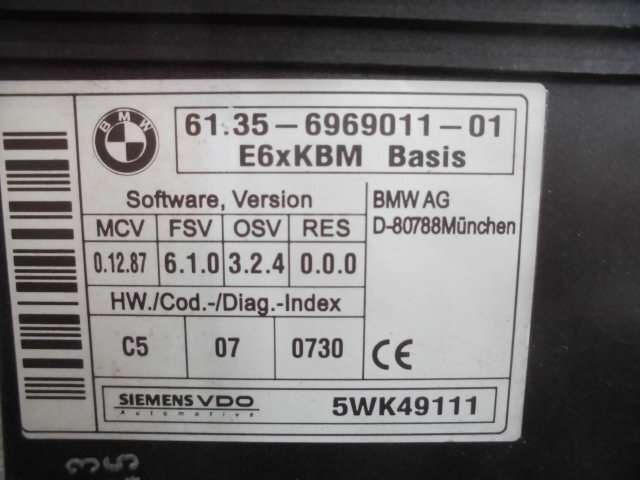 BMW
61.35-6969011-01
E6xKBM Basis
Software, Version
BMW AG
D-80788München
MCV FSV OSV RES
0.12.87 6.1.0 3.2.4 0.0.0
HW./Cod.-/Diag.-Index
C5 07 0730
CE
SIEMENS VDO
Automotive
5WK49111